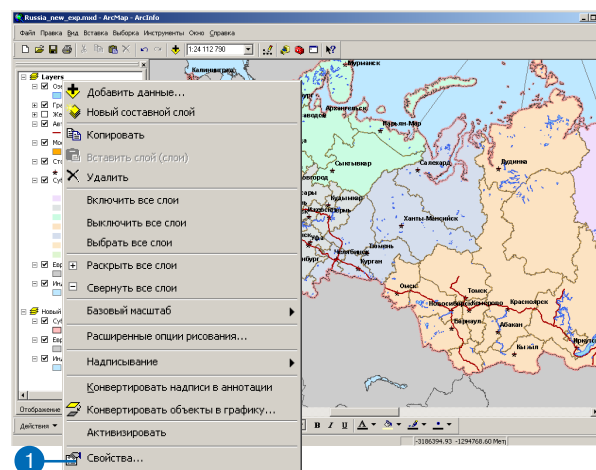 Russia_new_exp.mxd - ArcMap - ArcInfo
Файл Правка Вид Вставка Выборка Инструменты Окно Справка
1:24 112 790
Layers
Новый
Отображение
Действия
Добавить данные...
Новый составной слой
Копировать
Вставить слой (слои)
Удалить
Включить все слои
Выключить все слои
Выбрать все слои
Раскрыть все слои
Свернуть все слои
Базовый масштаб
Расширенные опции рисования...
Надписывание
Конвертировать надписи в аннотации
Конвертировать объекты в графику...
Активизировать
1
Свойства...
Калининград
Мурманск
Архангельск
Нарьян-Мар
Сыктывкар
Салехард
Дудинка
Кудымкар
Пермь
Ханты-Мансийск
Тюмень
Челябинск
Курган
Омск
Томск
Новосибирск
Кемерово
Красноярск
Барнаул
Абакан
Кызыл
Иркутск
B I U A
-3186394.93 -1294768.60 Мет